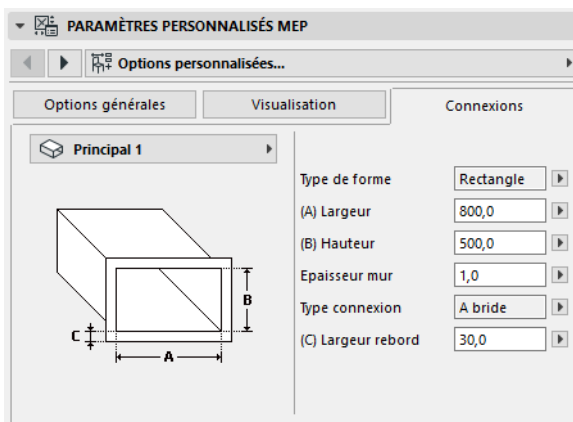 PARAMÈTRES PERSONNALISÉS MEP
Options personnalisées...
Options générales Visualisation Connexions
Principal 1
Type de forme Rectangle
(A) Largeur 800,0
(B) Hauteur 500,0
Epaisseur mur 1,0
Type connexion A bride
(C) Largeur rebord 30,0
B
C
A